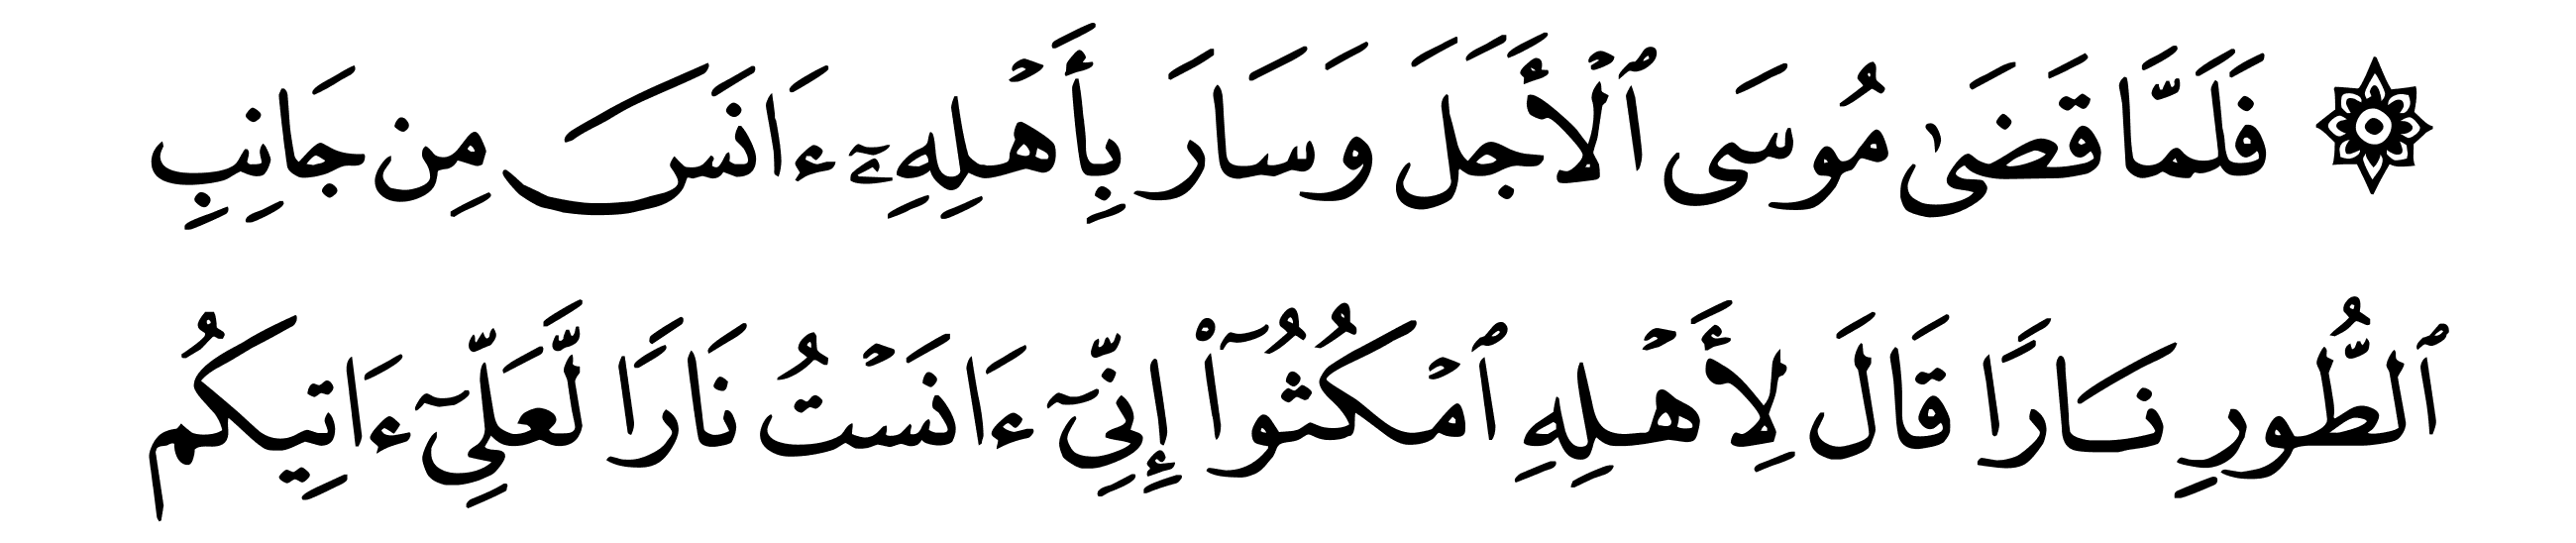 ۞ فَلَمَّا قَضَىٰ مُوسَى ٱلْأَجَلَ وَسَارَ بِأَهْلِهِۦٓ ءَانَسَ مِن جَانِبِ
ٱلطُّورِ نَارًا قَالَ لِأَهْلِهِ ٱمْكُثُوٓا۟ إِنِّىٓ ءَانَسْتُ نَارًا لَّعَلِّىٓ ءَاتِيكُم